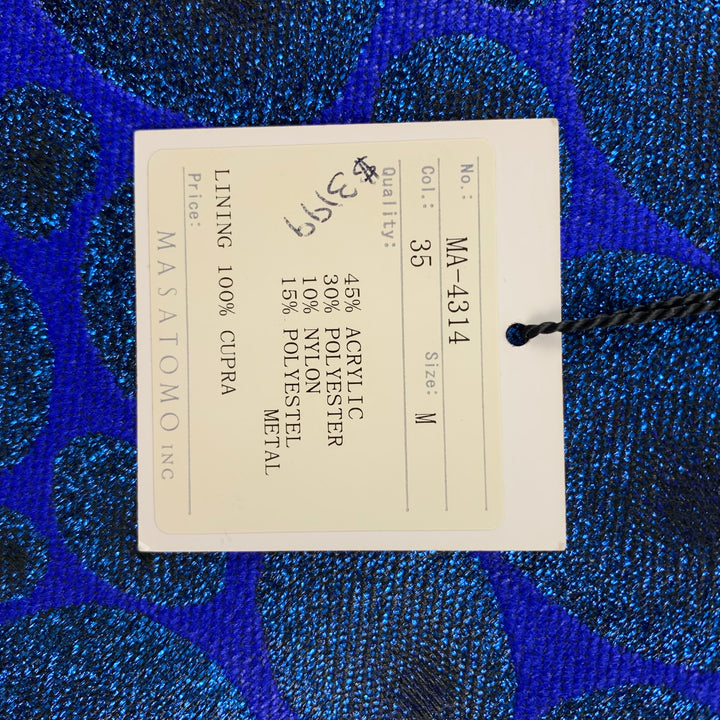 No.: MA-4314
Col.: 35 Size: M
Quality:
45% ACRYLIC
30% POLYESTER
10% NYLON
15% POLYESTEL
METAL
3199
LINING 100% CUPRA
Price:
MASATOMO INC